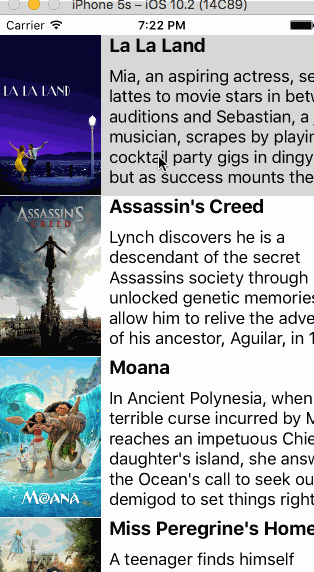 iPhone 5s – iOS 10.2 (14C89)
Carrier 7:22 PM
La La Land
Mia, an aspiring actress, se
lattes to movie stars in betw
auditions and Sebastian, a j
musician, scrapes by playin
cocktail party gigs in dingy
but as success mounts the
LA LA LAND
Assassin's Creed
Lynch discovers he is a
descendant of the secret
Assassins society through
unlocked genetic memories
allow him to relive the adve
of his ancestor, Aguilar, in 1
ASSASSIN'S
CREED
Moana
In Ancient Polynesia, when
terrible curse incurred by M
reaches an impetuous Chie
daughter's island, she answ
the Ocean's call to seek ou
demigod to set things right
MOANA
Miss Peregrine's Home
A teenager finds himself